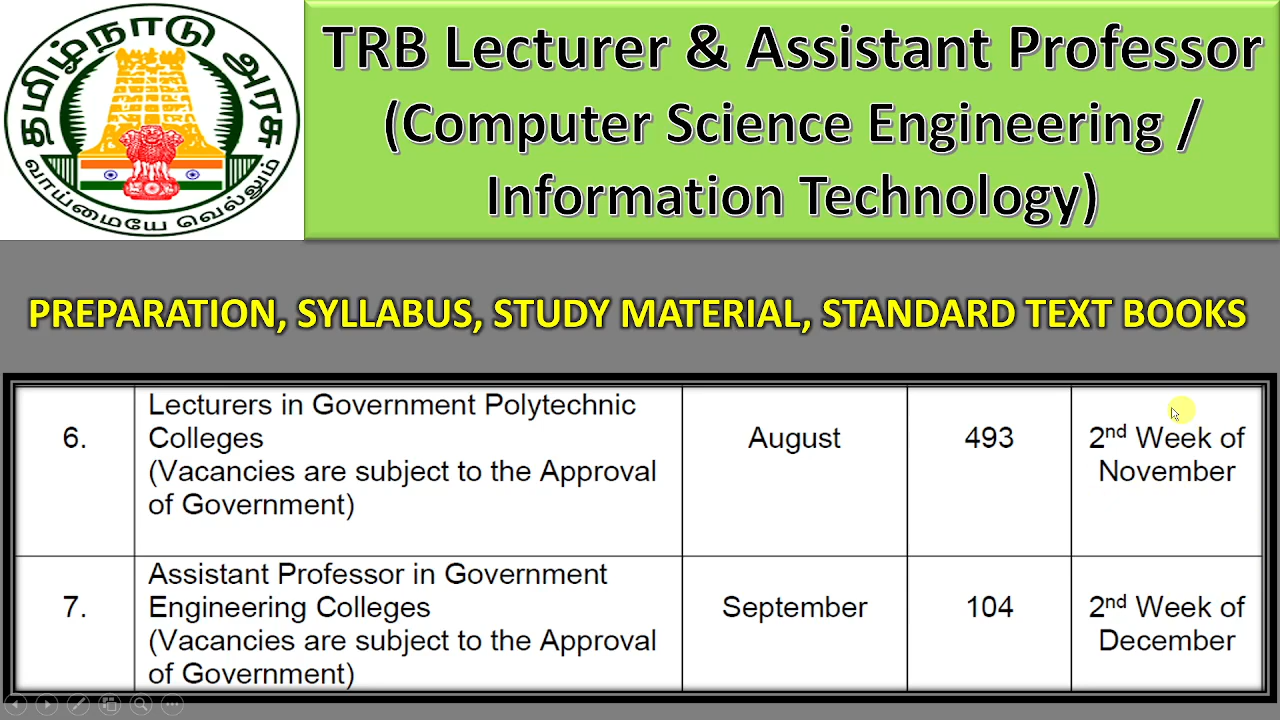 தமிழ்நாடு அரசு
வாய்மையே வெல்லும்
TRB Lecturer & Assistant Professor
(Computer Science Engineering /
Information Technology)
PREPARATION, SYLLABUS, STUDY MATERIAL, STANDARD TEXT BOOKS
6.
Lecturers in Government Polytechnic
Colleges
(Vacancies are subject to the Approval
of Government)
August
493
2nd Week of
November
7.
Assistant Professor in Government
Engineering Colleges
(Vacancies are subject to the Approval
of Government)
September
104
2nd Week of
December